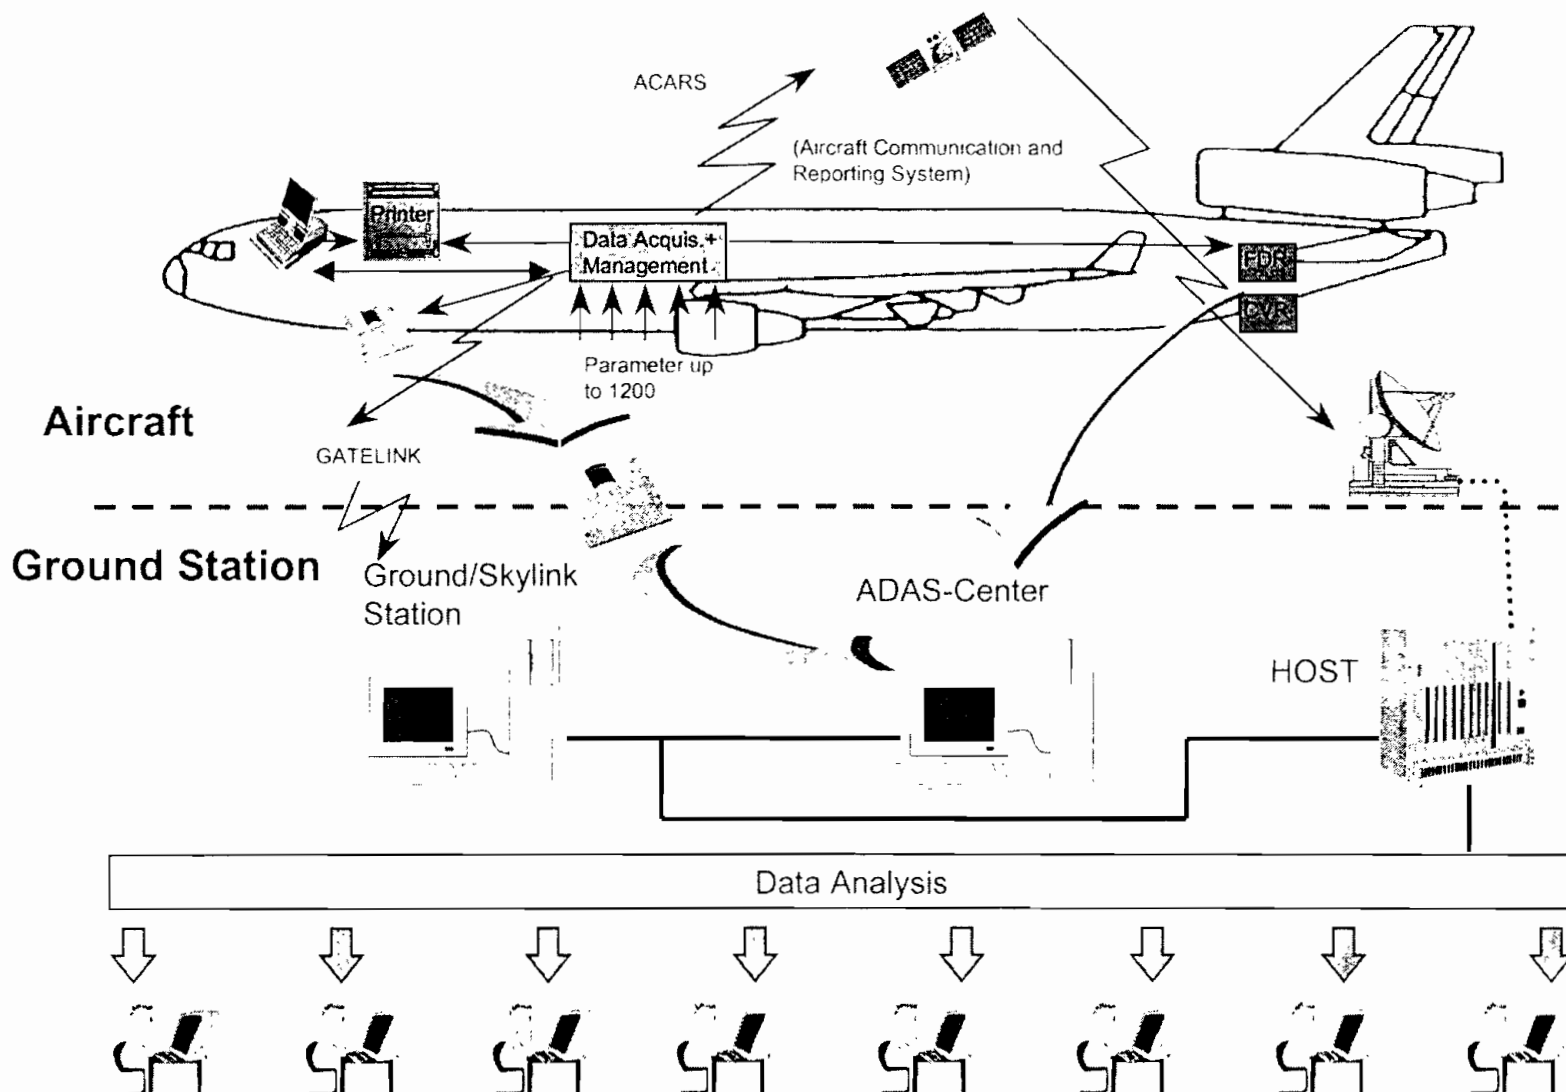 ACARS
(Aircraft Communication and
Reporting System)
Printer
Data Acquis.+
Management
FDR
CVR
Parameter up
to 1200
Aircraft
GATELINK
Ground Station
Ground/Skylink
Station
ADAS-Center
HOST
Data Analysis